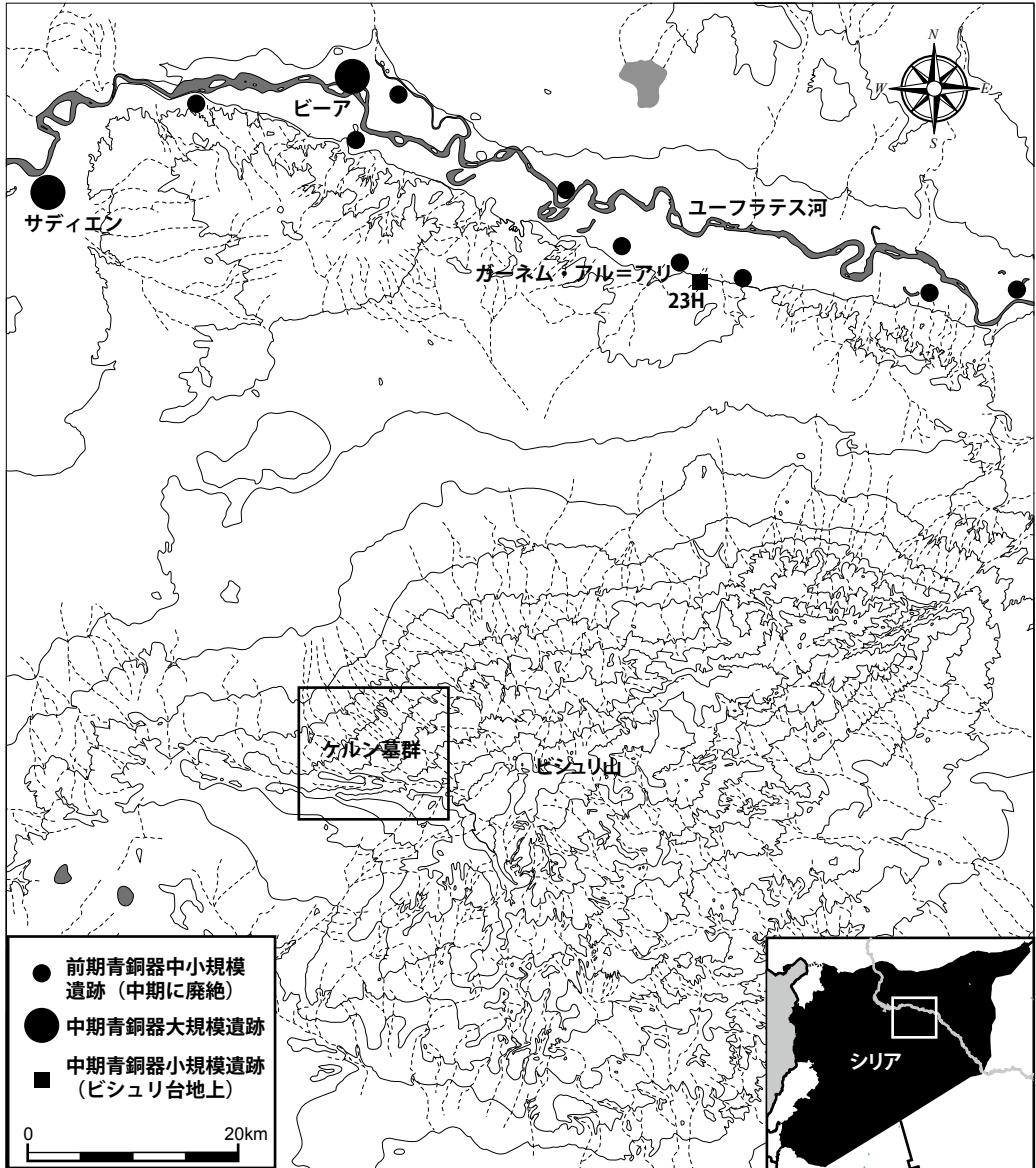 N
W
E
S
ビーア
サディエン
ユーフラテス河
ガーネム・アル＝アリ
23H
ケルン墓群
ビシュリ山
前期青銅器中小規模
遺跡（中期に廃絶）
中期青銅器大規模遺跡
中期青銅器小規模遺跡
（ビシュリ台地上）
0
20km
シリア